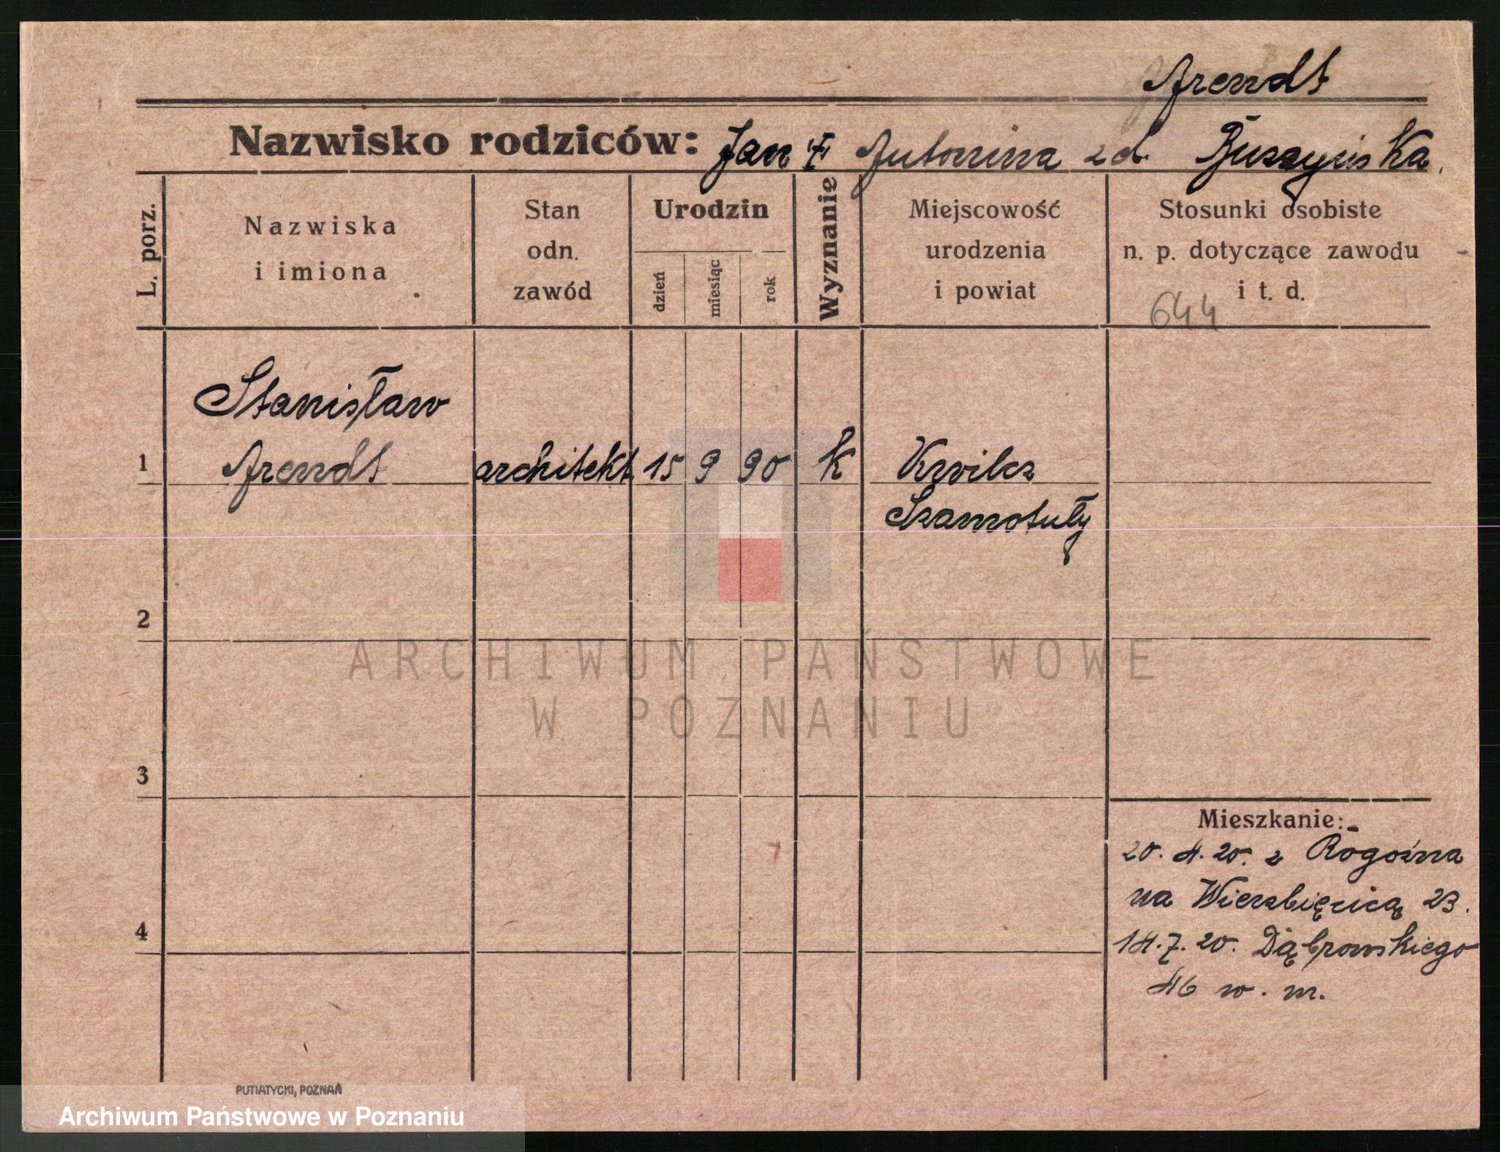 Arendt
Nazwisko rodziców: Jan i Antonina zd. Buszyńska.
L. porz.
Nazwiska
i imiona
Stan
odn.
zawód
Urodzin
dzień
miesiąc
rok
Wyznanie
Miejscowość
urodzenia
i powiat
Stosunki osobiste
n. p. dotyczące zawodu
i t. d.
644
Stanisław
1 Arendt architekt 15 9 90 k Kwilcz
Szamotuły
2
ARCHIWUM PAŃSTWOWE
W POZNANIU
3
Mieszkanie:
20. 4. 20. z Rogoźna
na Wierzbięcicą 23.
4
14. 7. 20. Dąbrowskiego
46 w. m.
PUTIATYCKI, POZNAŃ
Archiwum Państwowe w Poznaniu